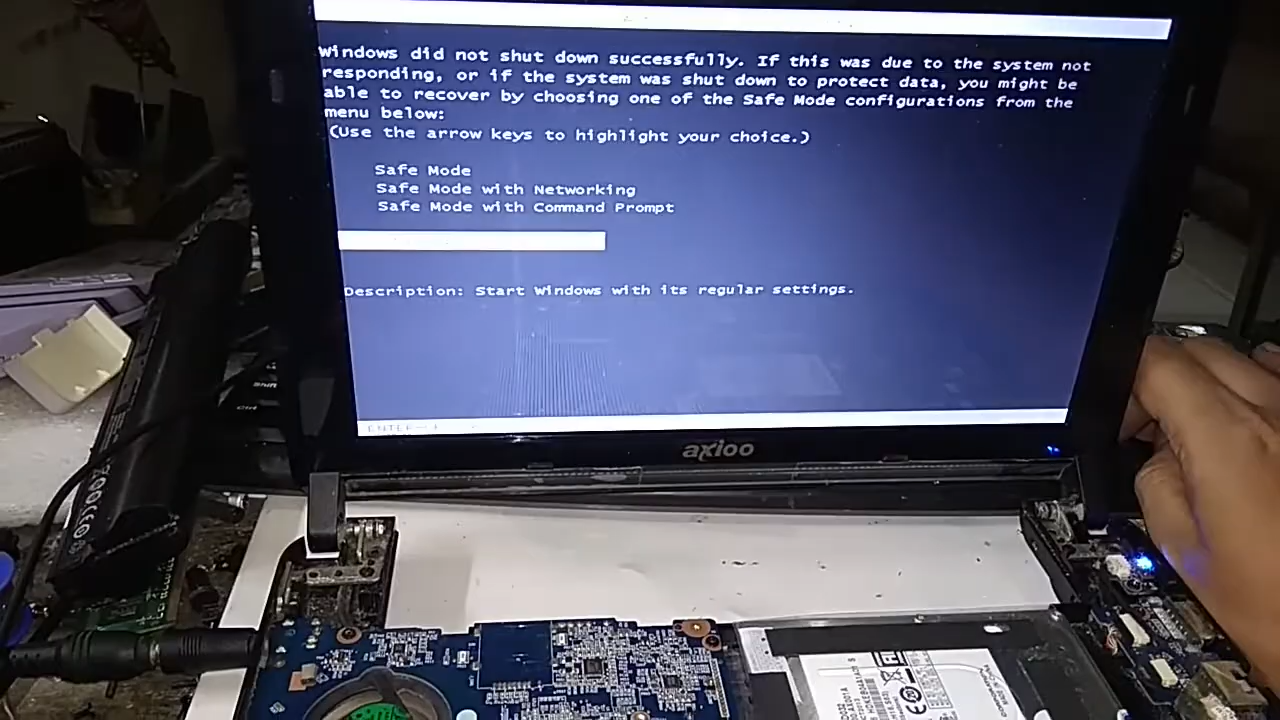 Windows did not shut down successfully. If this was due to the system not
responding, or if the system was shut down to protect data, you might be
able to recover by choosing one of the Safe Mode configurations from the
menu below:
(Use the arrow keys to highlight your choice.)
Safe Mode
Safe Mode with Networking
Safe Mode with Command Prompt
Description: Start Windows with its regular settings.
axioo